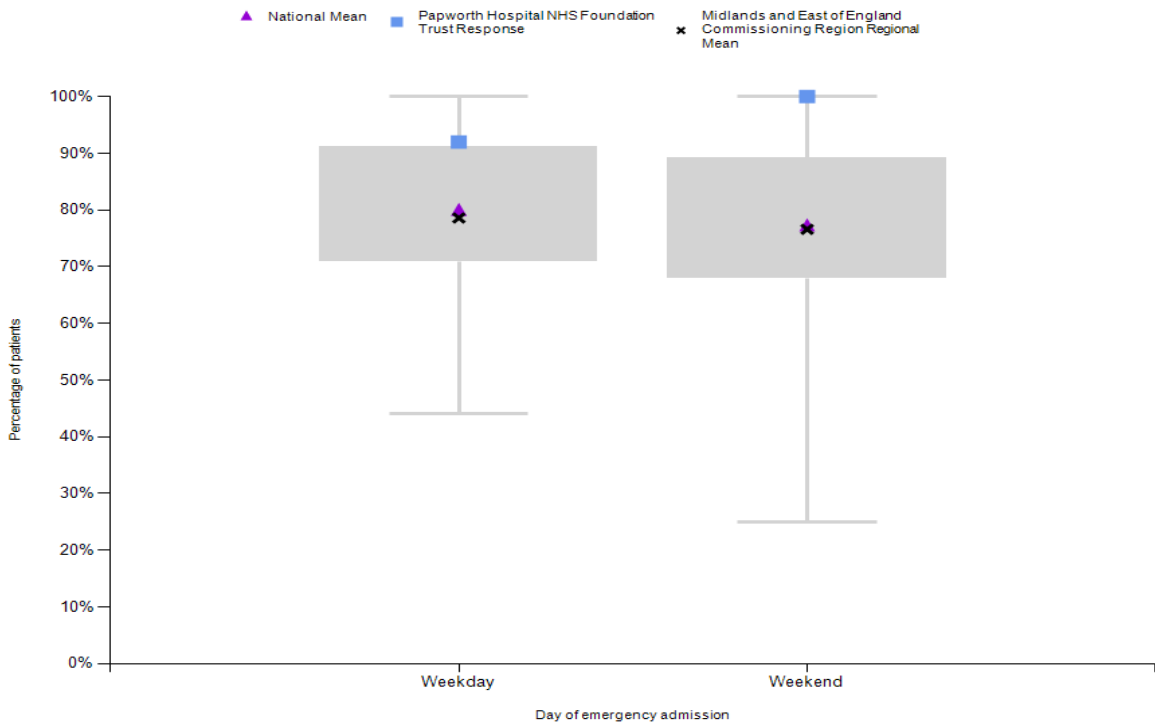 National Mean
Papworth Hospital NHS Foundation
Trust Response
Midlands and East of England
Commissioning Region Regional
Mean
100%
90%
80%
70%
60%
50%
40%
30%
20%
10%
0%
Percentage of patients
Weekday
Weekend
Day of emergency admission